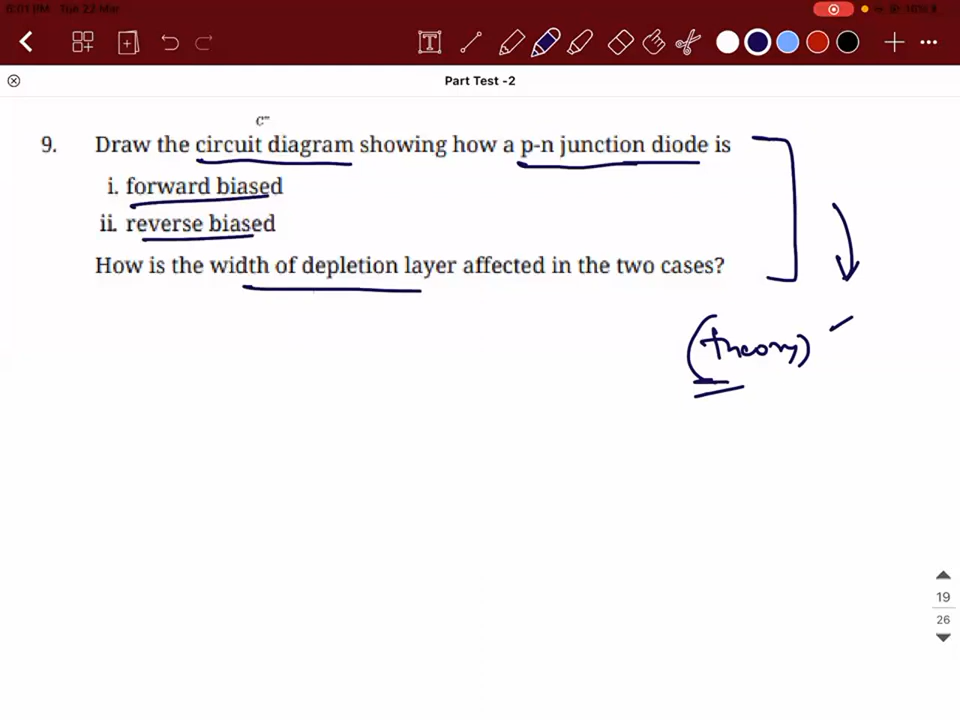 Part Test -2
9. Draw the circuit diagram showing how a p-n junction diode is
i. forward biased
ii. reverse biased
How is the width of depletion layer affected in the two cases?
(theory)
19
26